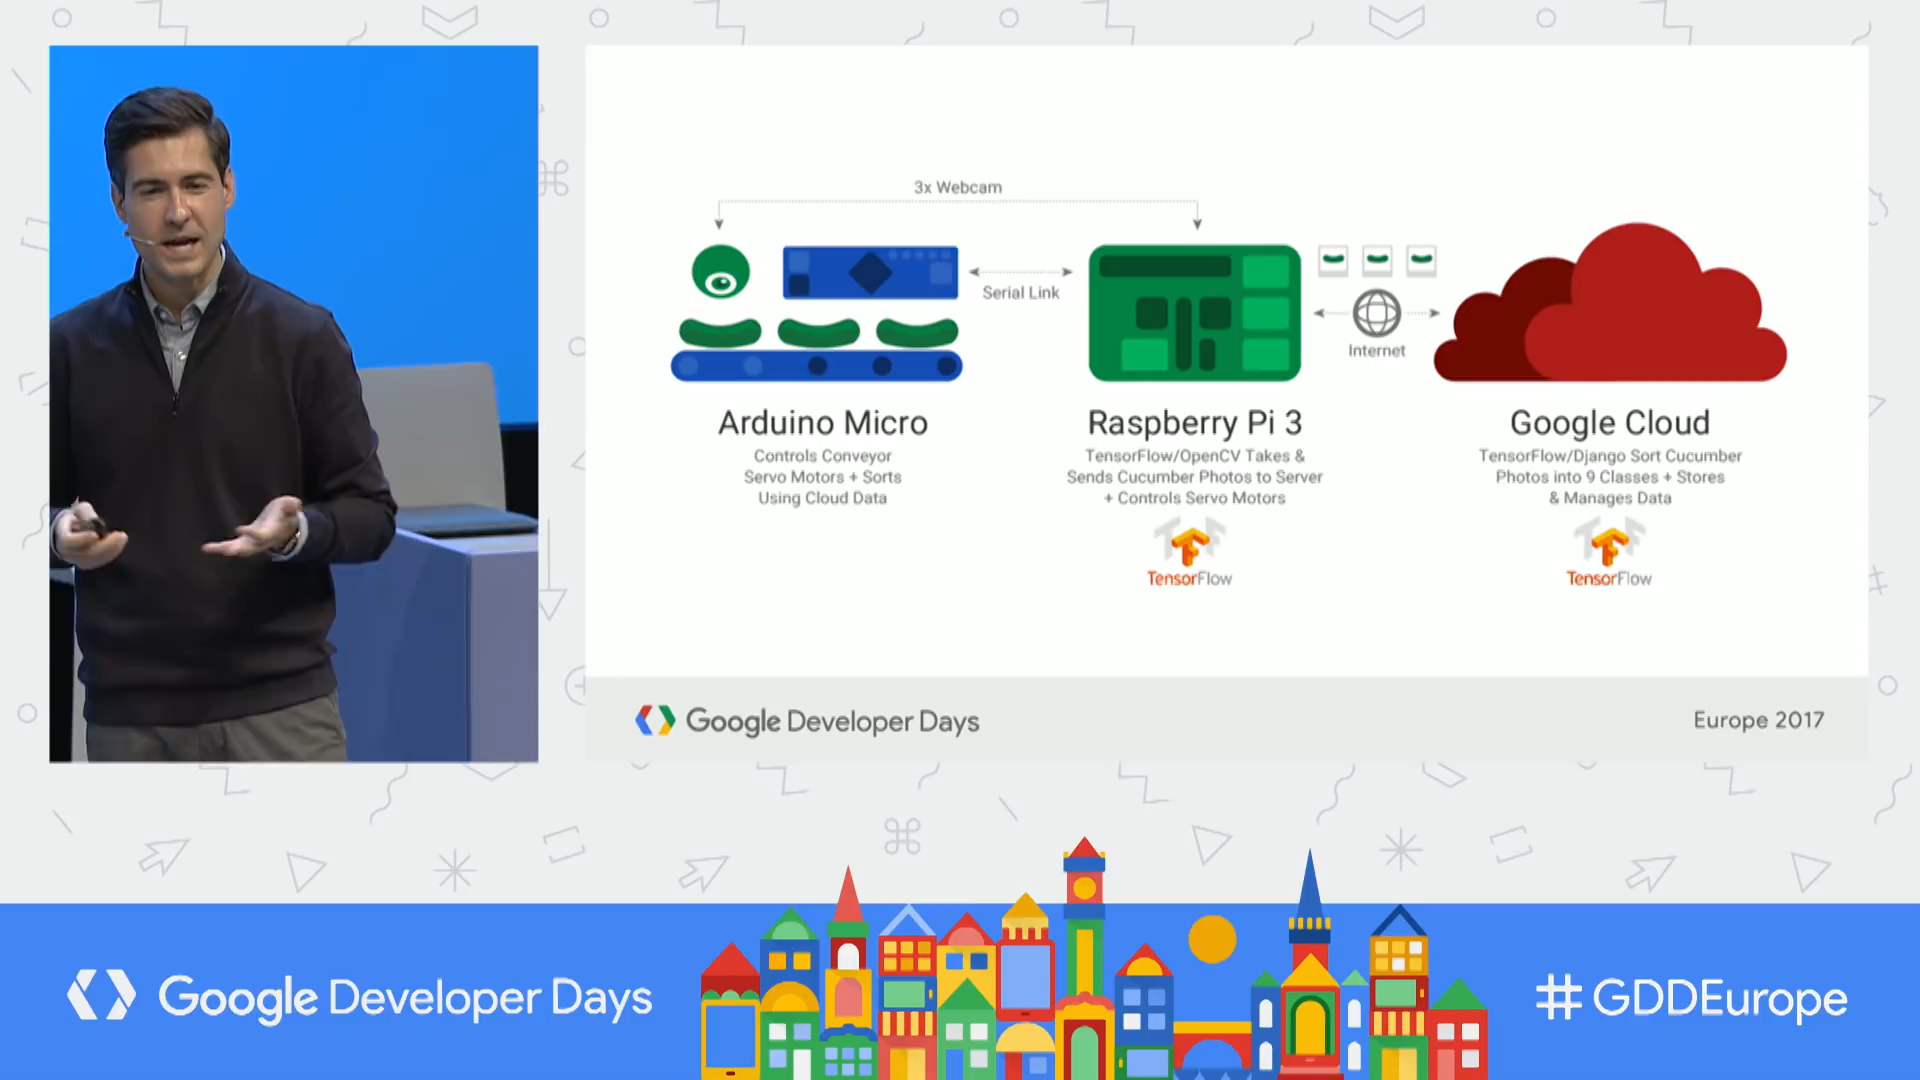 3x Webcam
Serial Link
Internet
Arduino Micro
Controls Conveyor
Servo Motors + Sorts
Using Cloud Data
Raspberry Pi 3
TensorFlow/OpenCV Takes &
Sends Cucumber Photos to Server
+ Controls Servo Motors
TensorFlow
Google Cloud
TensorFlow/Django Sort Cucumber
Photos into 9 Classes + Stores
& Manages Data
TensorFlow
Google Developer Days
Europe 2017
Google Developer Days
#GDDEurope